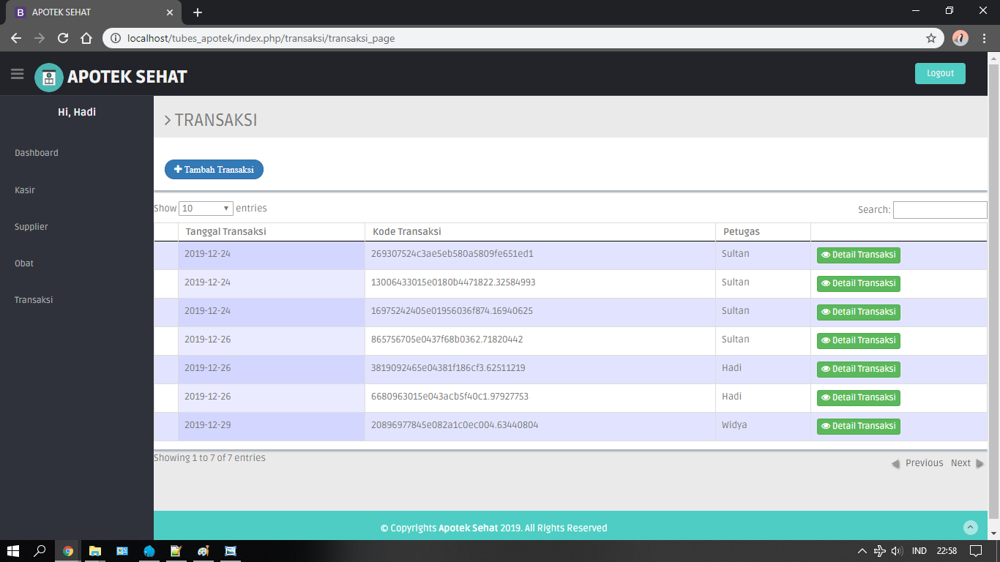 APOTEK SEHAT
localhost/tubes_apotek/index.php/transaksi/transaksi_page
APOTEK SEHAT
Logout
Hi, Hadi
Dashboard
Kasir
Supplier
Obat
Transaksi
TRANSAKSI
Tambah Transaksi
Show 10 entries
Search:
Tanggal Transaksi Kode Transaksi Petugas
2019-12-24 269307524c3ae5eb580a5809fe651ed1 Sultan Detail Transaksi
2019-12-24 13006433015e0180b4471822.32584993 Sultan Detail Transaksi
2019-12-24 16975242405e01956036f874.16940625 Sultan Detail Transaksi
2019-12-26 865756705e0437f68b0362.71820442 Sultan Detail Transaksi
2019-12-26 3819092465e04381f186cf3.62511219 Hadi Detail Transaksi
2019-12-26 6680963015e043acb5f40c1.97927753 Hadi Detail Transaksi
2019-12-29 20896977845e082a1c0ec004.63440804 Widya Detail Transaksi
Showing 1 to 7 of 7 entries
Previous Next
© Copyrights Apotek Sehat 2019. All Rights Reserved
IND 22:58